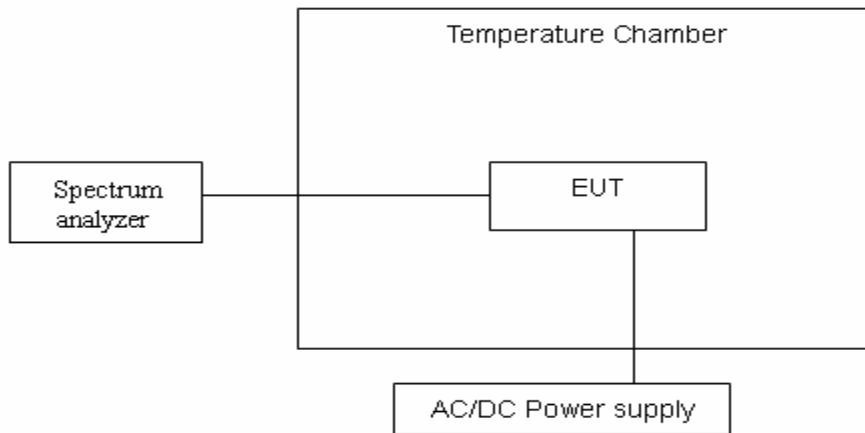 Temperature Chamber
Spectrum
analyzer
EUT
AC/DC Power supply